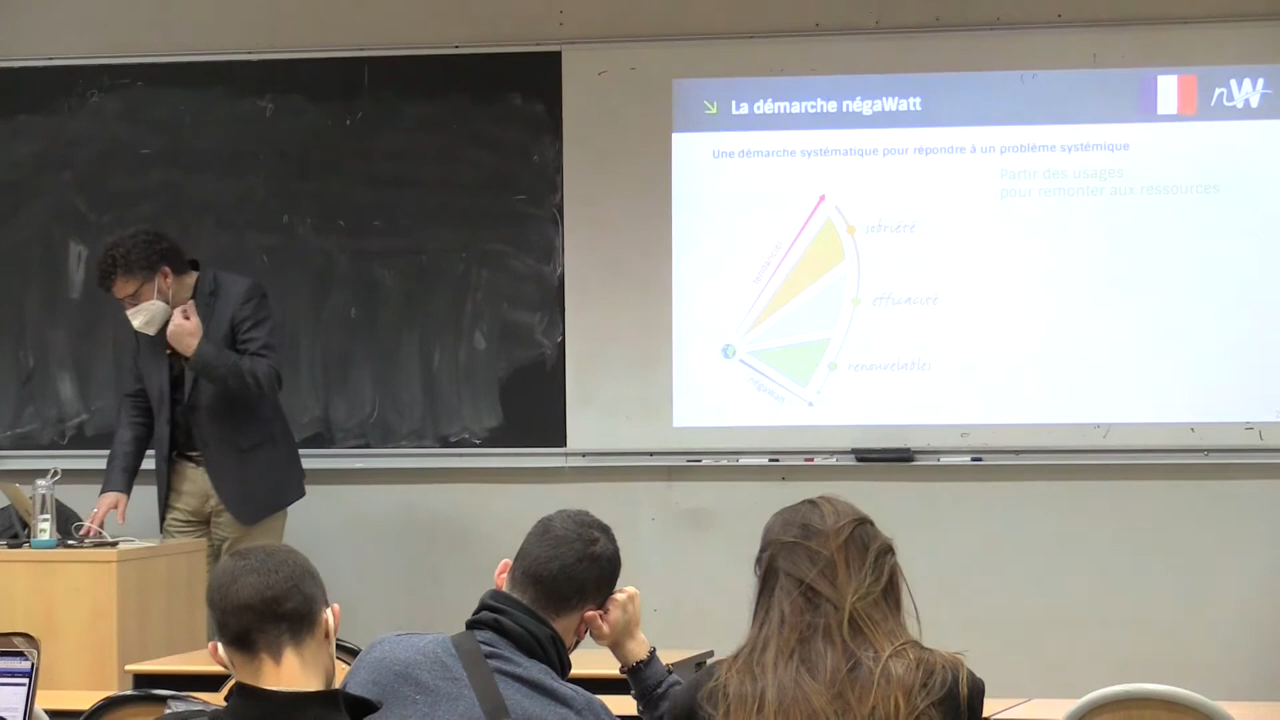 La démarche négaWatt
nW
Une démarche systématique pour répondre à un problème systémique
Partir des usages
pour remonter aux ressources
sobriété
tendanciel
efficacité
renouvelables
négaWatt